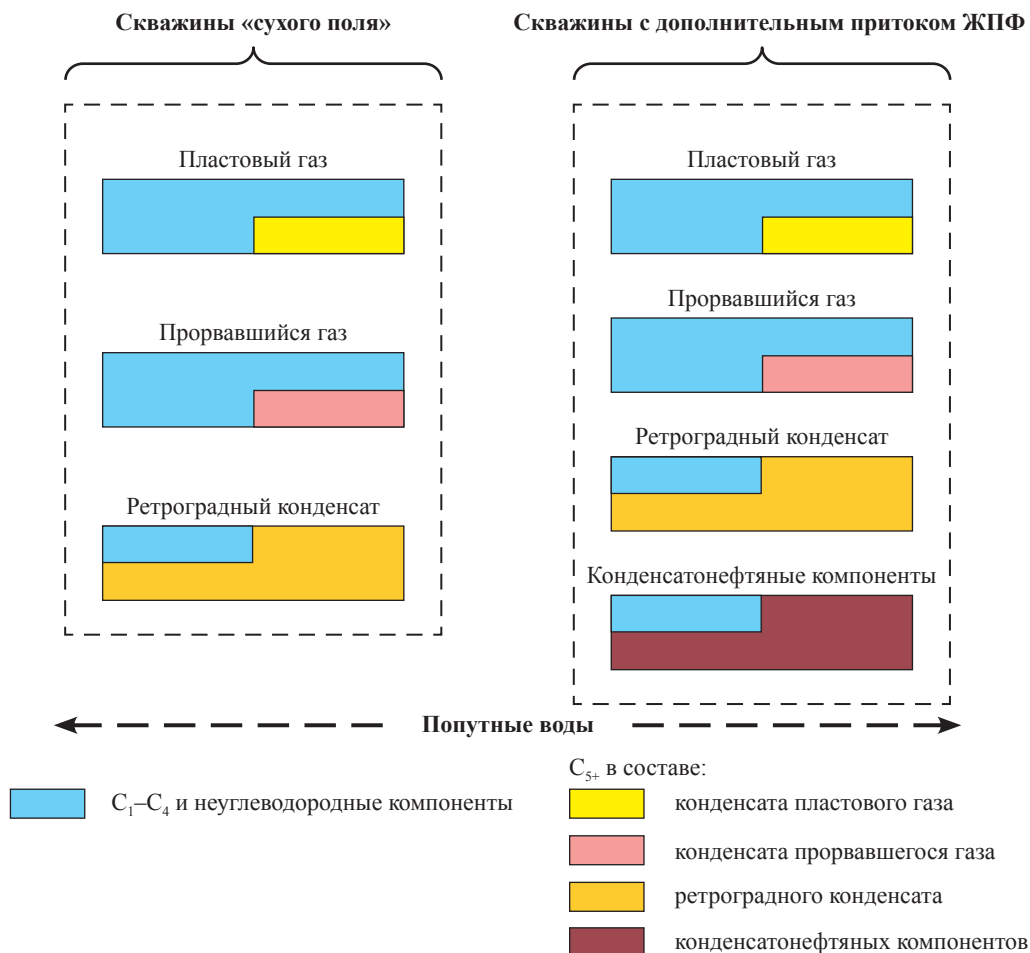 Скважины «сухого поля»
Скважины с дополнительным притоком ЖПФ
Пластовый газ
Прорвавшийся газ
Ретроградный конденсат
Пластовый газ
Прорвавшийся газ
Ретроградный конденсат
Конденсатонефтяные компоненты
Попутные воды
C₁–C₄ и неуглеводородные компоненты
C₅₊ в составе:
конденсата пластового газа
конденсата прорвавшегося газа
ретроградного конденсата
конденсатонефтяных компонентов